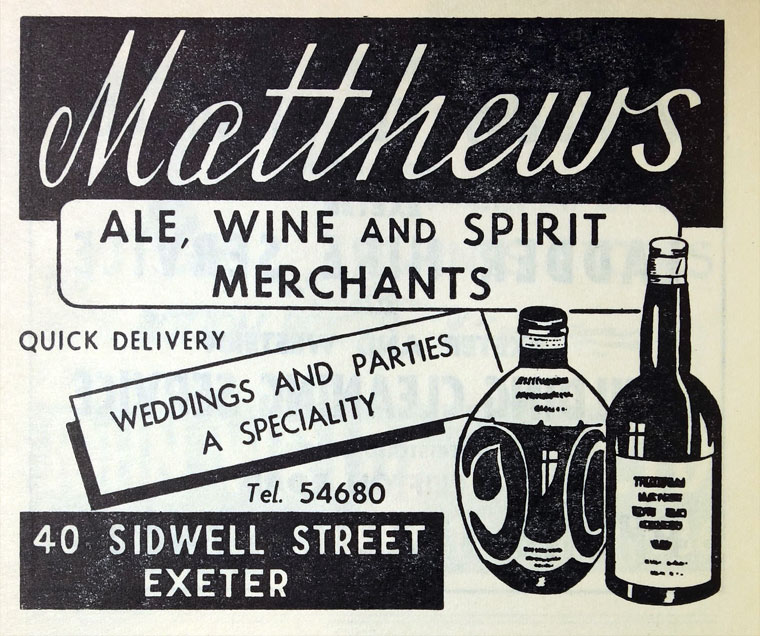 Matthews
ALE, WINE AND SPIRIT
MERCHANTS
QUICK DELIVERY
WEDDINGS AND PARTIES
A SPECIALITY
Tel. 54680
40 SIDWELL STREET
EXETER